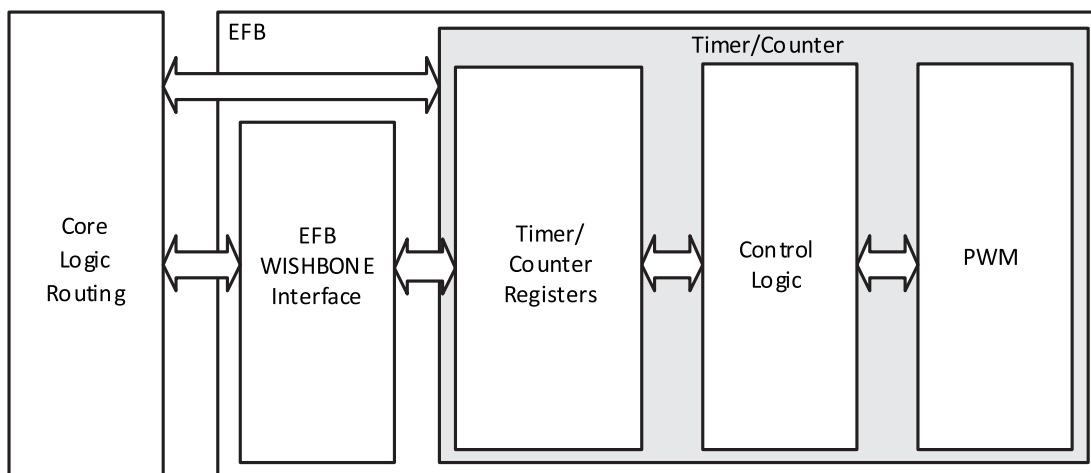 EFB
Timer/Counter
Core
Logic
Routing
EFB
WISHBONE
Interface
Timer/
Counter
Registers
Control
Logic
PWM